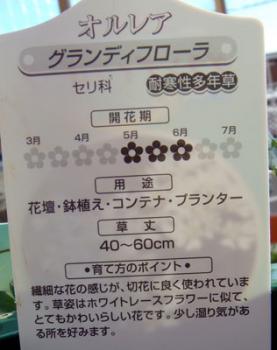 オルレア
グランディフローラ
セリ科 耐寒性多年草
開花期
3月 4月 5月 6月 7月
用途
花壇・鉢植え・コンテナ・プランター
草丈
40〜60cm
●育て方のポイント●
繊細な花の感じが、切花に良く使われていま
す。草姿はホワイトレースフラワーに似て、
とてもかわいらしい花です。少し湿り気があ
る所を好みます。